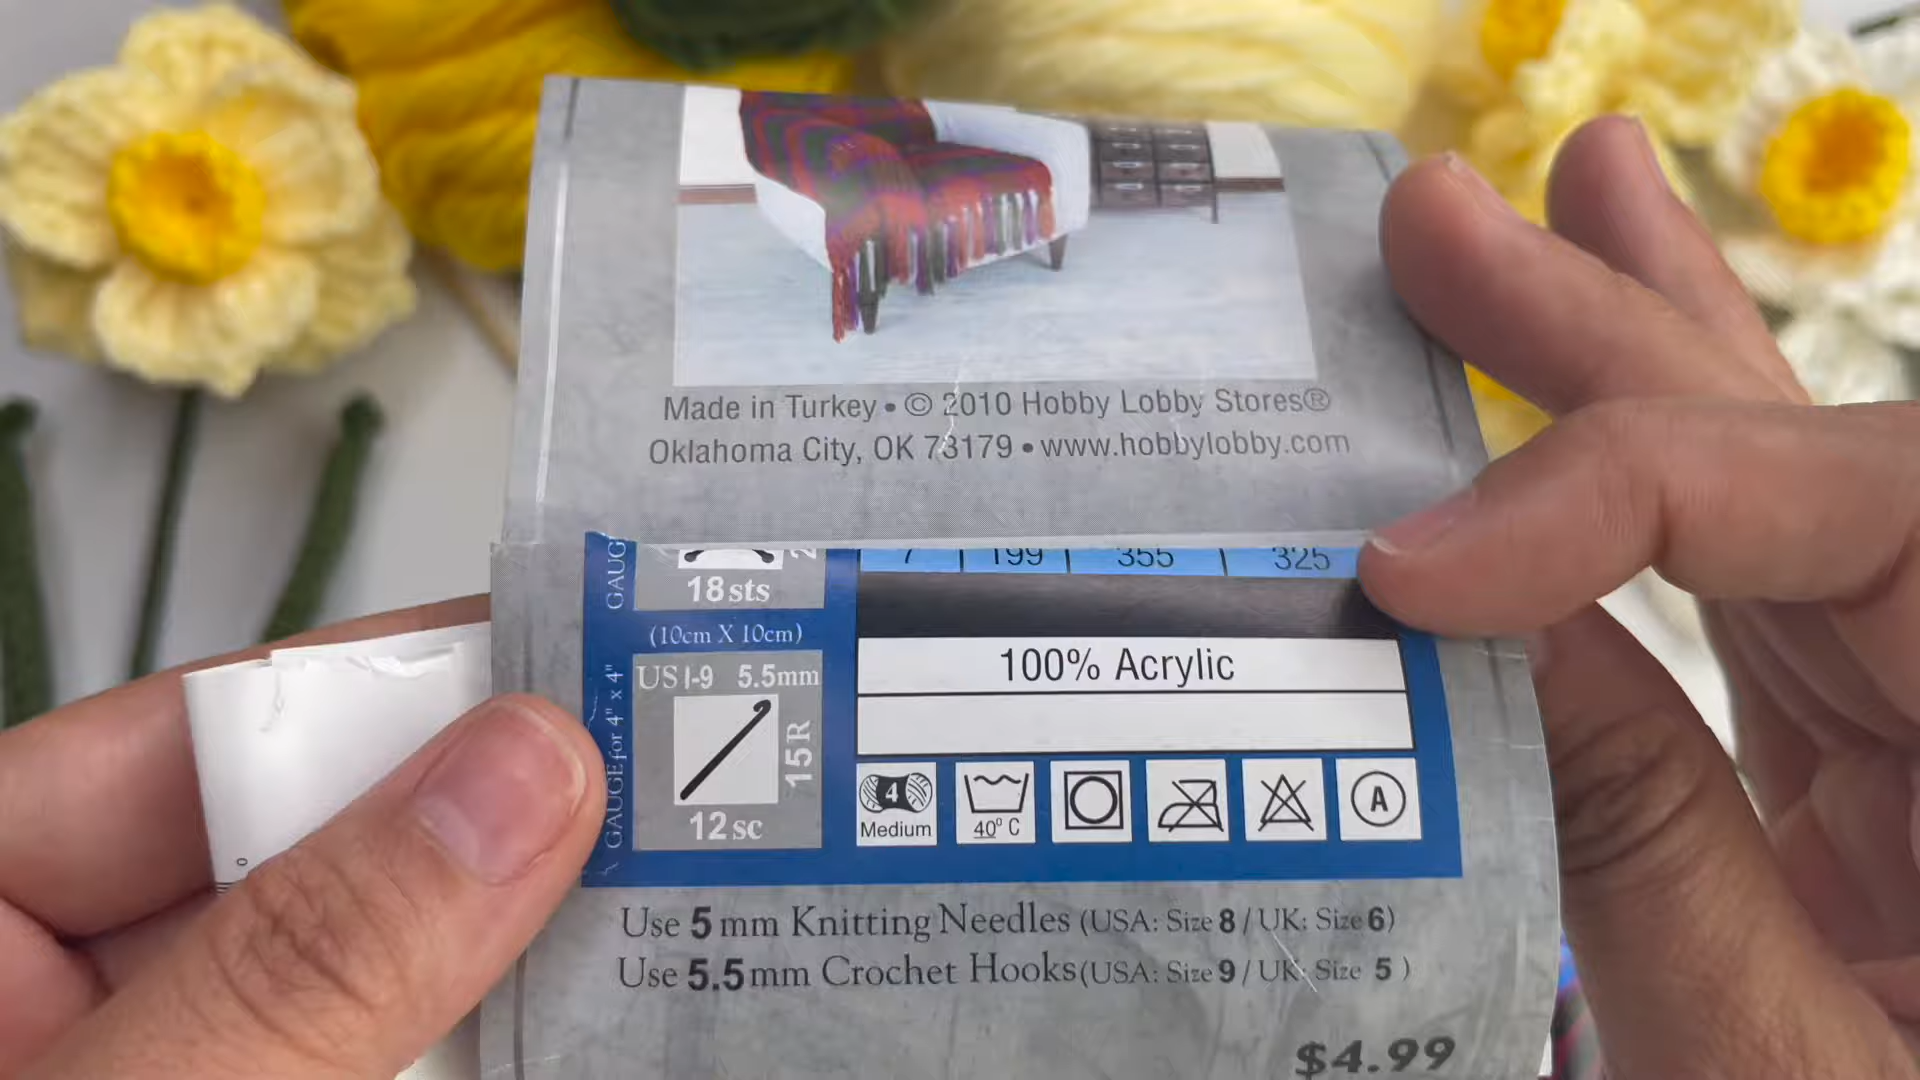 Made in Turkey • © 2010 Hobby Lobby Stores®
Oklahoma City, OK 73179 • www.hobbylobby.com
GAUG
18 sts
(10cm X 10cm)
GAUGE for 4" x 4"
US I-9 5.5mm
15 R
12 sc
7 199 355 325
100% Acrylic
4
Medium
40° C
A
Use 5 mm Knitting Needles (USA: Size 8 / UK: Size 6)
Use 5.5 mm Crochet Hooks (USA: Size 9 / UK: Size 5 )
$4.99